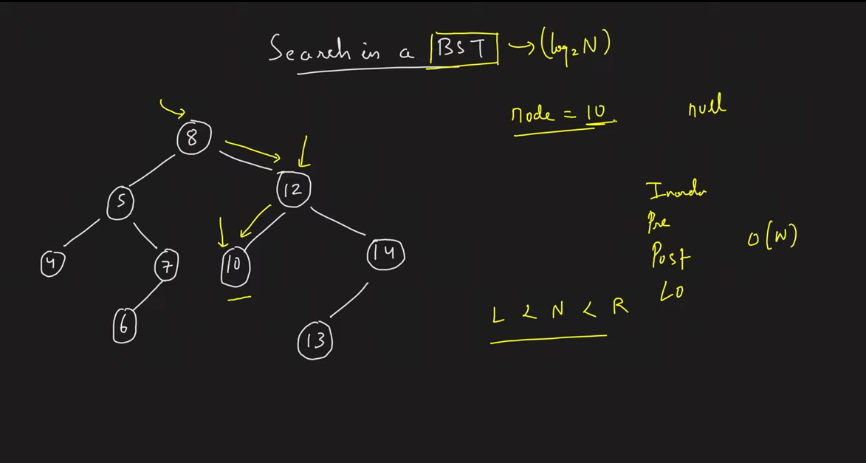 Search in a BST → (log₂N)
node = 10 null
8
5 12
4 7 10 14
6 13
Inorder
Pre
Post O(N)
LO
L < N < R